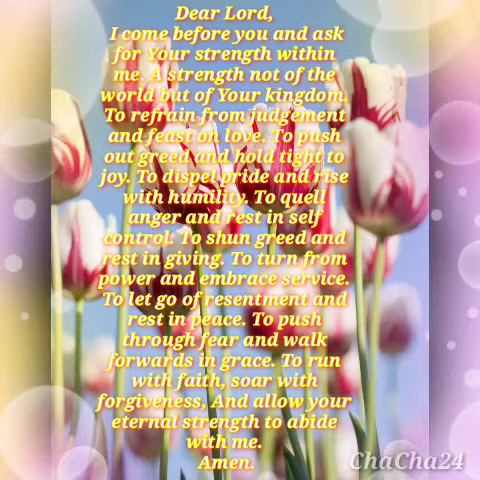 Dear Lord,
I come before you and ask
for Your strength within
me. A strength not of the
world but of Your kingdom.
To refrain from judgement
and feast on love. To push
out greed and hold tight to
joy. To dispel pride and rise
with humility. To quell
anger and rest in self
control. To shun greed and
rest in giving. To turn from
power and embrace service.
To let go of resentment and
rest in peace. To push
through fear and walk
forwards in grace. To run
with faith, soar with
forgiveness, And allow your
eternal strength to abide
with me.
Amen.
ChaCha24